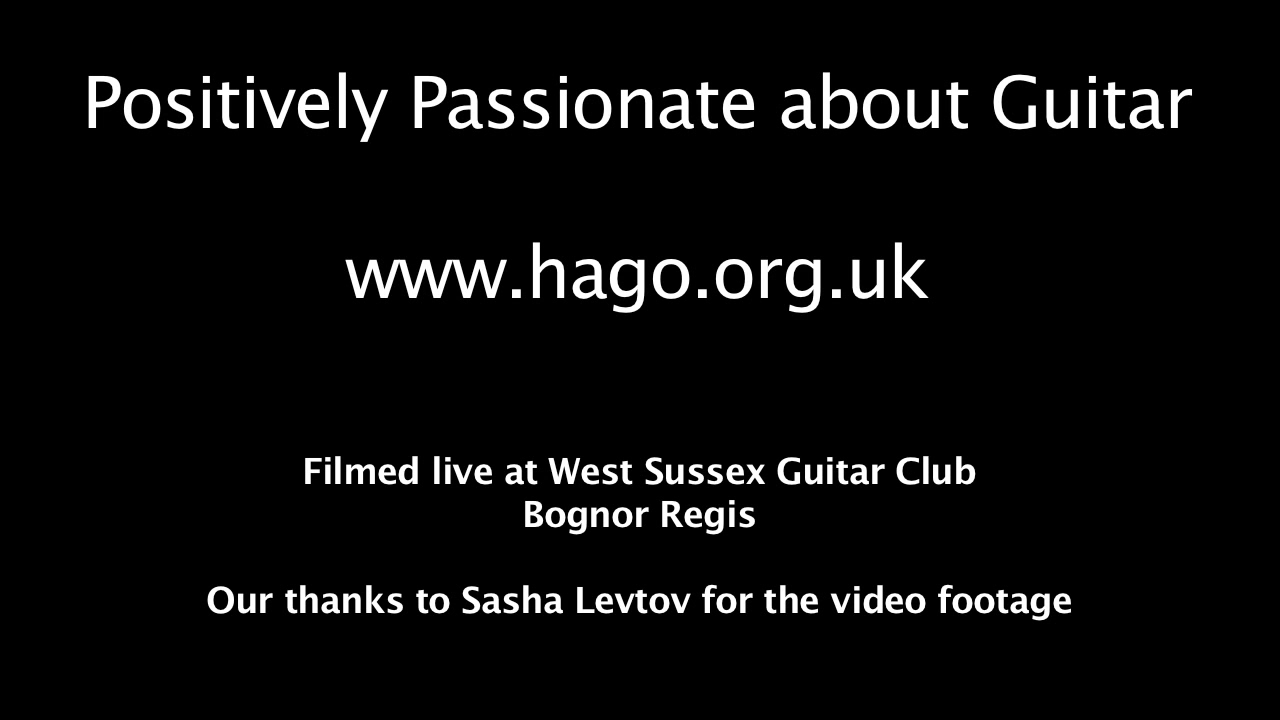 Positively Passionate about Guitar
www.hago.org.uk
Filmed live at West Sussex Guitar Club
Bognor Regis
Our thanks to Sasha Levtov for the video footage